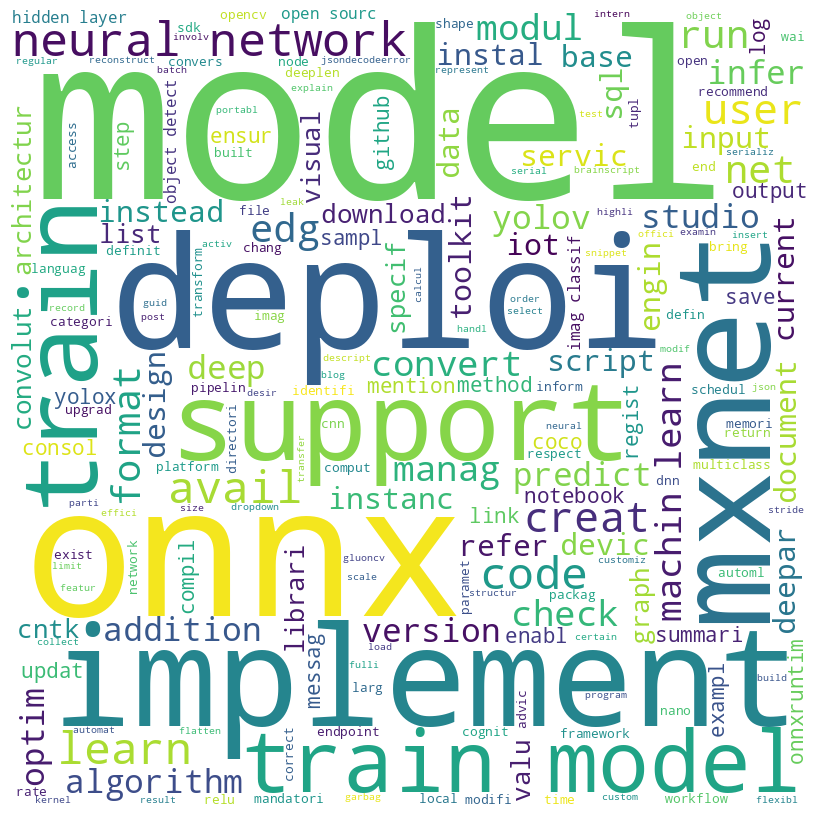 hidden layer
sdk
opencv
open sourc
shape
intern
object
involv
neural network
modul
run
log
wai
regular
reconstruct
convers
node
instal
base
open
jsondecodeerror
deeplen
represent
infer
batch
explain
recommend
model
sql
user
tupl
portabl
access
step
object detect
ensur
built
visual
github
data
test
input
servic
net
serial
brainscript
serializ
end
output
architectur
instead
file
leak
download
yolov
highli
studio
offici
examin
insert
bring
list
edg
sampl
iot
definit
activ
chang
toolkit
specif
languag
train
transform
deploi
imag classif
engin
mxnet
current
record
guid
post
imag
calcul
order
select
snippet
defin
save
convolut
categori
handl
modif
yolox
design
deep
descript
blog
convert
script
upgrad
pipelin
desir
identifi
mention
method
inform
schedul
json
format
support
neural
memori
return
consol
directori
cnn
transfer
coco
respect
regist
multiclass
document
platform
comput
manag
predict
dnn
machin learn
parti
effici
avail
instanc
notebook
size
dropdown
link
creat
stride
onnx
gluoncv
refer
devic
exist
limit
featur
network
compil
scale
paramet
code
customiz
structur
packag
automl
deepar
graph
check
cntk
addition
librari
version
enabl
certain
summari
collect
load
updat
messag
fulli
larg
implement
program
build
exampl
nano
onnxruntim
optim
automat
flatten
correct
endpoint
cognit
valu
advic
framework
learn
algorithm
train model
rate
kernel
result
relu
mandatori
garbag
local
modifi
time
custom
workflow
flexibl